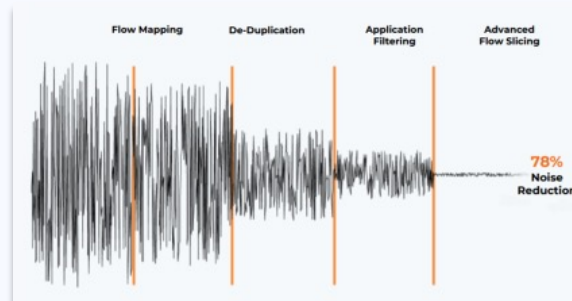 Flow Mapping
De-Duplication
Application
Filtering
Advanced
Flow Slicing
78%
Noise
Reduction